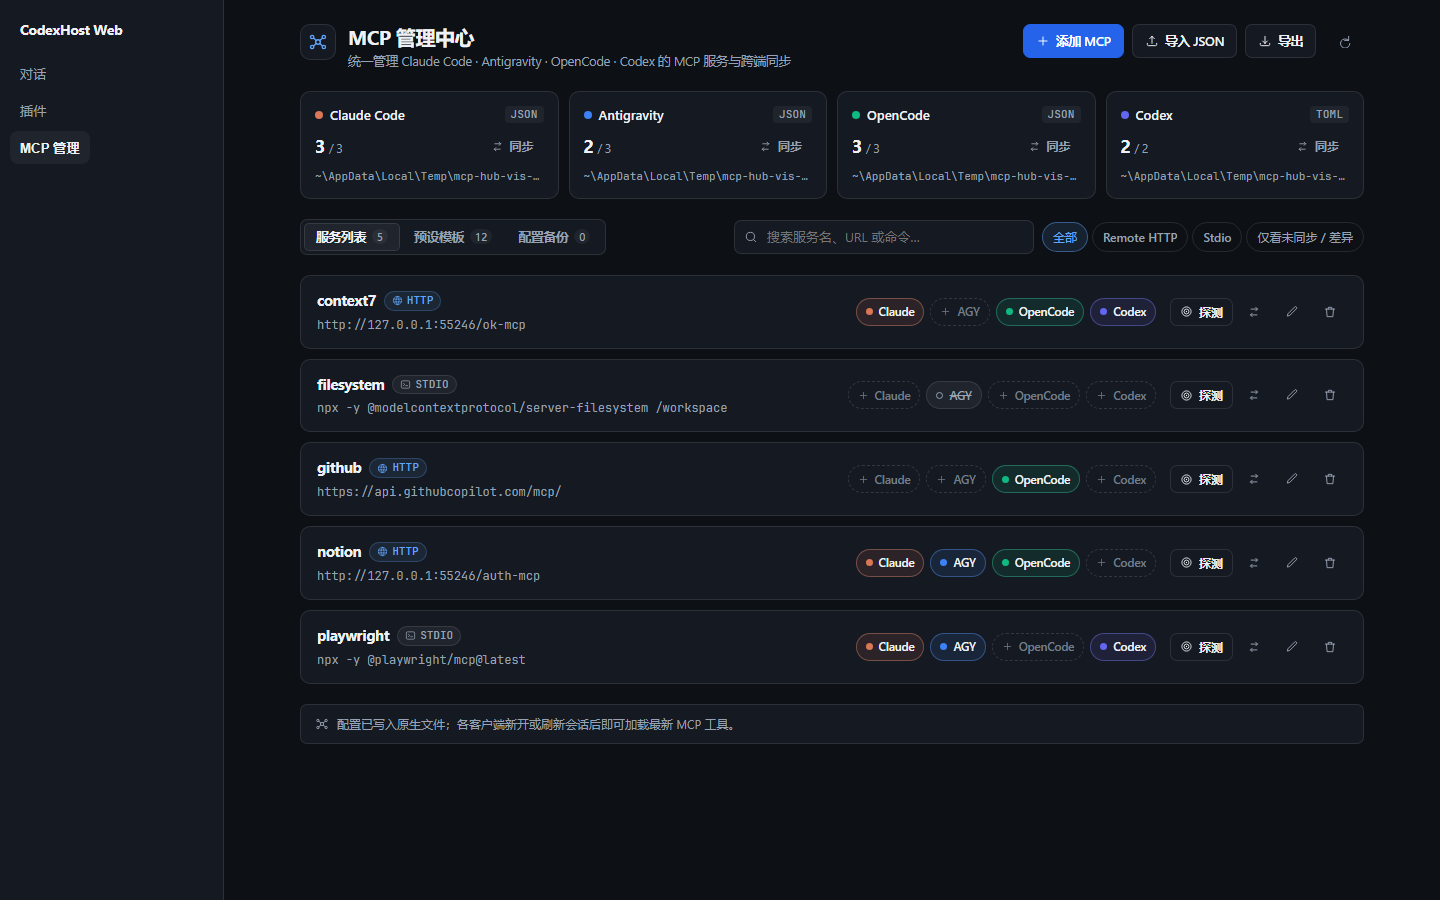 CodexHost Web
对话
插件
MCP 管理
MCP 管理中心
统一管理 Claude Code · Antigravity · OpenCode · Codex 的 MCP 服务与跨端同步
添加 MCP
导入 JSON
导出
Claude Code JSON
3 / 3 同步
~\AppData\Local\Temp\mcp-hub-vis-…
Antigravity JSON
2 / 3 同步
~\AppData\Local\Temp\mcp-hub-vis-…
OpenCode JSON
3 / 3 同步
~\AppData\Local\Temp\mcp-hub-vis-…
Codex TOML
2 / 2 同步
~\AppData\Local\Temp\mcp-hub-vis-…
服务列表 5 预设模板 12 配置备份 0
搜索服务名、URL 或命令...
全部 Remote HTTP Stdio 仅看未同步 / 差异
context7 HTTP
http://127.0.0.1:55246/ok-mcp
Claude + AGY OpenCode Codex 探测
filesystem STDIO
npx -y @modelcontextprotocol/server-filesystem /workspace
+ Claude AGY + OpenCode + Codex 探测
github HTTP
https://api.githubcopilot.com/mcp/
+ Claude + AGY OpenCode + Codex 探测
notion HTTP
http://127.0.0.1:55246/auth-mcp
Claude AGY OpenCode + Codex 探测
playwright STDIO
npx -y @playwright/mcp@latest
Claude AGY + OpenCode Codex 探测
配置已写入原生文件；各客户端新开或刷新会话后即可加载最新 MCP 工具。